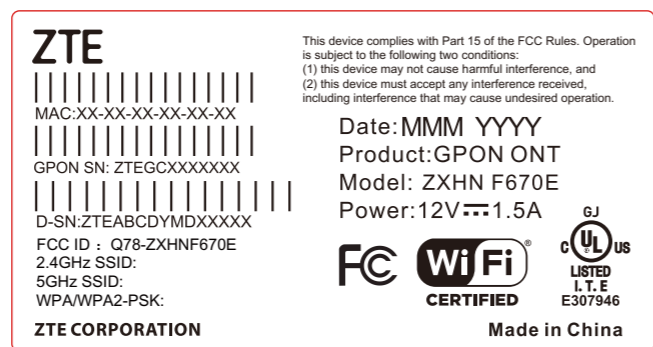 ZTE
MAC:XX-XX-XX-XX-XX-XX
GPON SN: ZTEGCXXXXXXX
D-SN:ZTEABCDYMDXXXXX
FCC ID : Q78-ZXHNF670E
2.4GHz SSID:
5GHz SSID:
WPA/WPA2-PSK:
ZTE CORPORATION
This device complies with Part 15 of the FCC Rules. Operation
is subject to the following two conditions:
(1) this device may not cause harmful interference, and
(2) this device must accept any interference received,
including interference that may cause undesired operation.
Date:MMM YYYY
Product:GPON ONT
Model: ZXHN F670E
Power:12V⎓1.5A
FC
Wi Fi ®
CERTIFIED
GJ
C UL ® US
LISTED
I. T. E
E307946
Made in China